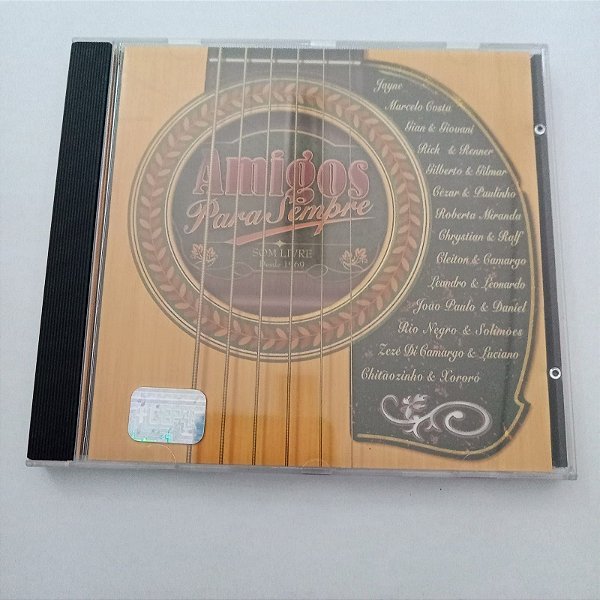 Amigos
Para Sempre
SOM LIVRE
Desde 1969
Jayne
Marcelo Costa
Gian & Giovani
Rick & Renner
Gilberto & Gilmar
Cézar & Paulinho
Roberta Miranda
Chrystian & Ralf
Cleiton & Camargo
Leandro & Leonardo
João Paulo & Daniel
Rio Negro & Solimões
Zezé Di Camargo & Luciano
Chitãozinho & Xororó